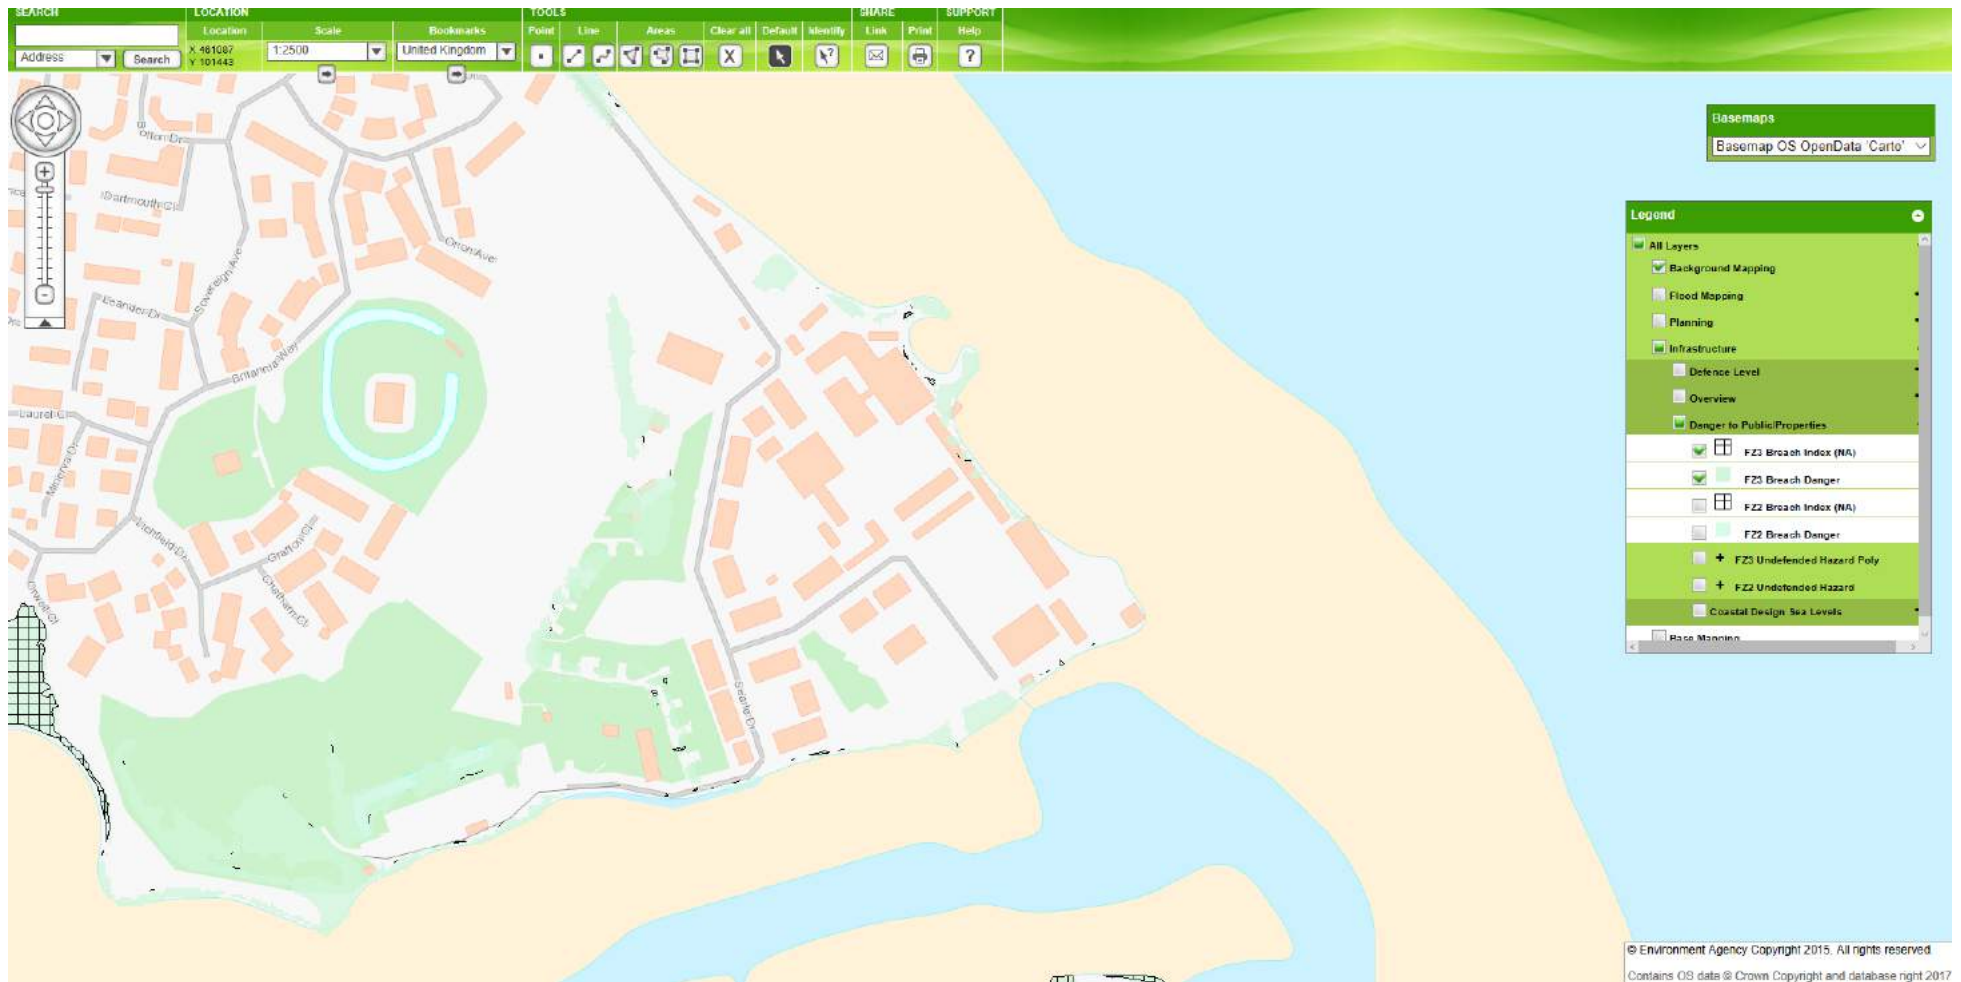 SEARCH
LOCATION
TOOLS
SHARE
SUPPORT
Location
Scale
Bookmarks
Point
Line
Areas
Clear all
Default
Identify
Link
Print
Help
Address
Search
X 461087
Y 101443
1:2500
United Kingdom
X
?
Basemaps
Basemap OS OpenData 'Carto'
Legend
All Layers
Background Mapping
Flood Mapping
Planning
Infrastructure
Defence Level
Overview
Danger to Public/Properties
FZ3 Breach Index (NA)
FZ3 Breach Danger
FZ2 Breach Index (NA)
FZ2 Breach Danger
+ FZ3 Undefended Hazard Poly
+ FZ2 Undefended Hazard
Coastal Design Sea Levels
Base Mapping
Dartmouth Cl
Orion Ave
Sovereign Ave
Leander Dr
Britannia Way
Laurel Cl
Minerva Dr
Grafton Cl
Chatham Cl
Searle Dr
© Environment Agency Copyright 2015. All rights reserved.
Contains OS data © Crown Copyright and database right 2017